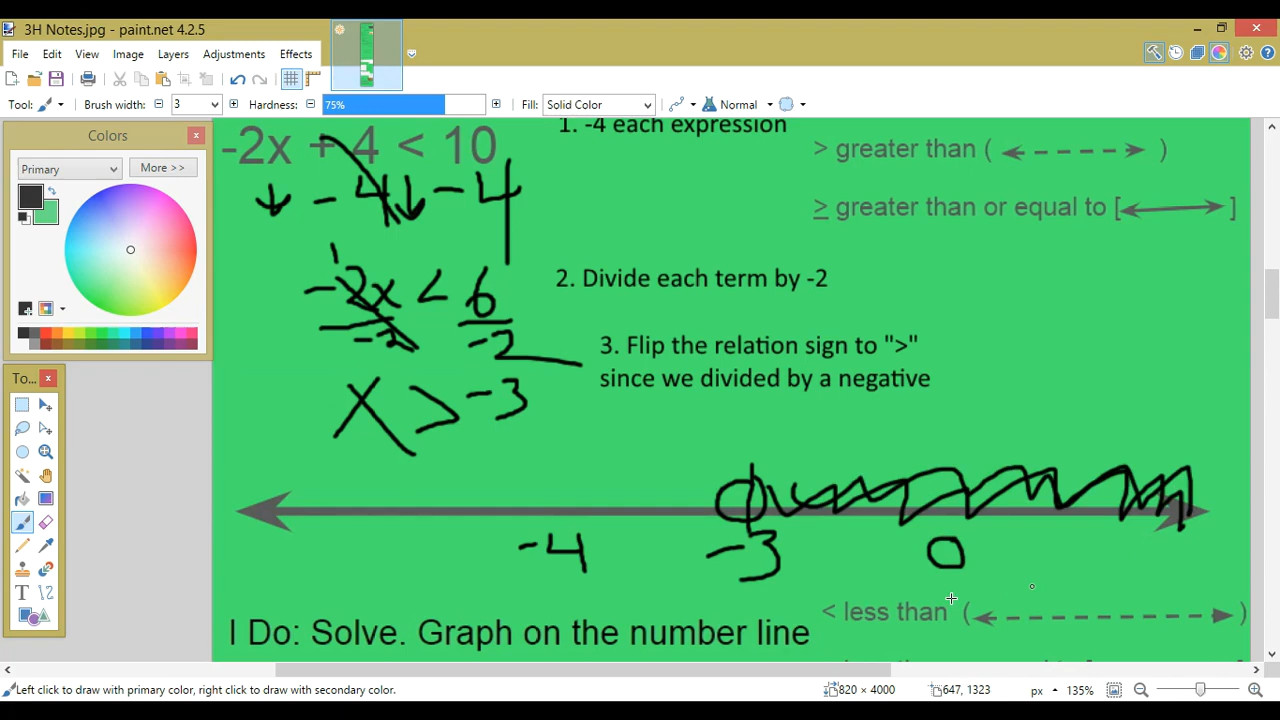 3H Notes.jpg - paint.net 4.2.5
File Edit View Image Layers Adjustments Effects
Tool: Brush width: 3 Hardness: 75% Fill: Solid Color Normal
Colors
Primary More >>
To...
-2x + 4 < 10
1. -4 each expression
> greater than ( )
- 4 - 4
≥ greater than or equal to [ ]
-2x < 6
2. Divide each term by -2
-2 -2
3. Flip the relation sign to ">"
since we divided by a negative
x > -3
-4 -3 0
< less than ( )
I Do: Solve. Graph on the number line
Left click to draw with primary color, right click to draw with secondary color.
820 x 4000
647, 1323
px
135%